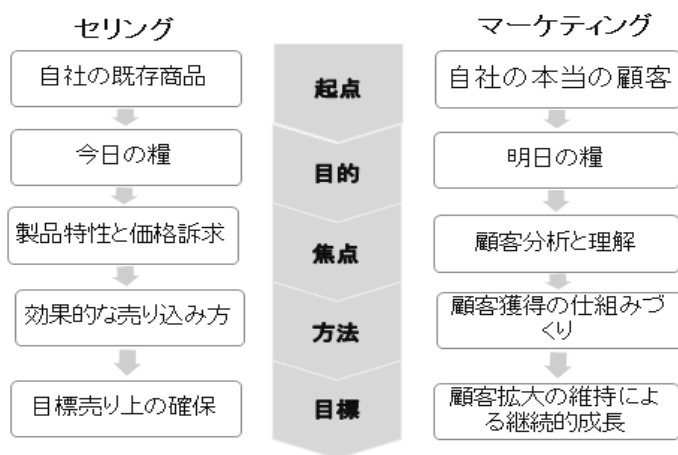 セリング
マーケティング
自社の既存商品
起点
自社の本当の顧客
今日の糧
目的
明日の糧
製品特性と価格訴求
焦点
顧客分析と理解
効果的な売り込み方
方法
顧客獲得の仕組みづ
くり
目標売り上の確保
目標
顧客拡大の維持によ
る継続的成長